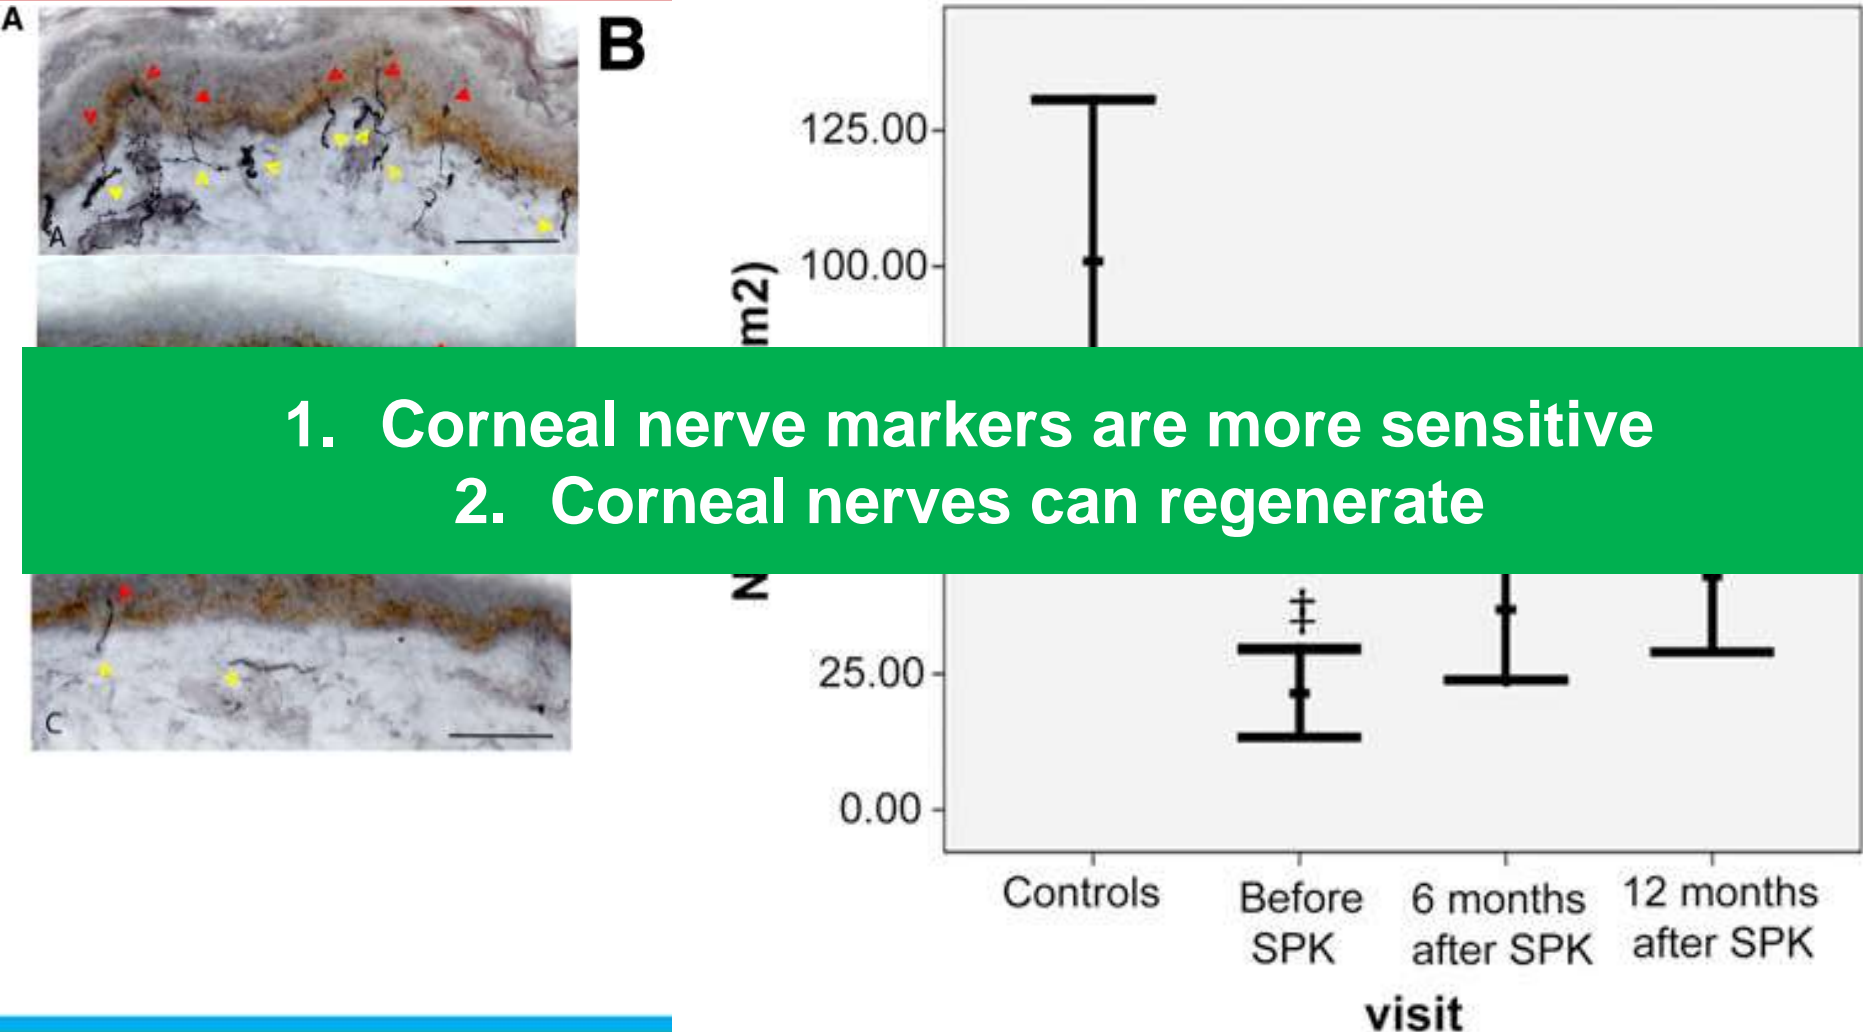 A
A
C
B
m2)
N
125.00
100.00
1. Corneal nerve markers are more sensitive
2. Corneal nerves can regenerate
‡
25.00
0.00
Controls
Before
SPK
6 months
after SPK
12 months
after SPK
visit